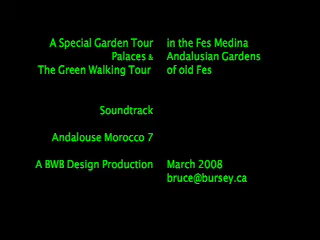 A Special Garden Tour in the Fes Medina
Palaces & Andalusian Gardens
The Green Walking Tour of old Fes
Soundtrack
Andalouse Morocco 7
A BWB Design Production March 2008
bruce@bursey.ca